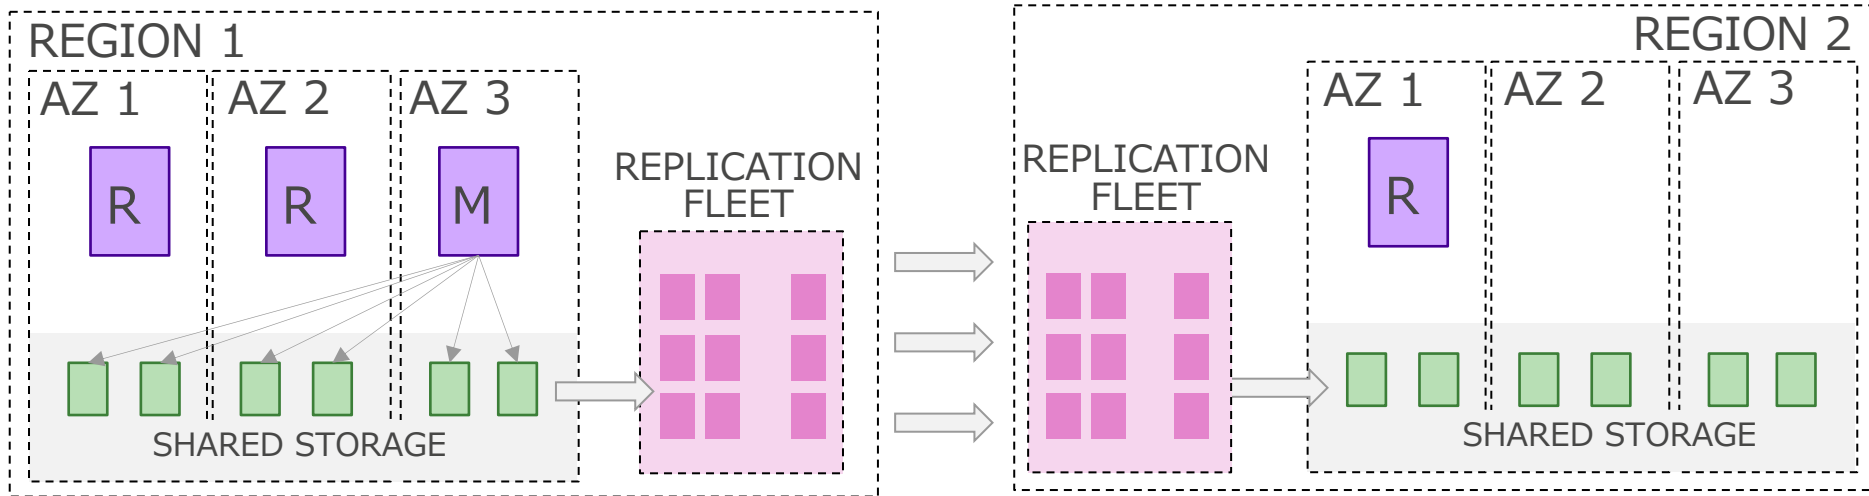 REGION 1
AZ 1
AZ 2
AZ 3
R
R
M
SHARED STORAGE
REPLICATION
FLEET
REGION 2
REPLICATION
FLEET
AZ 1
AZ 2
AZ 3
R
SHARED STORAGE